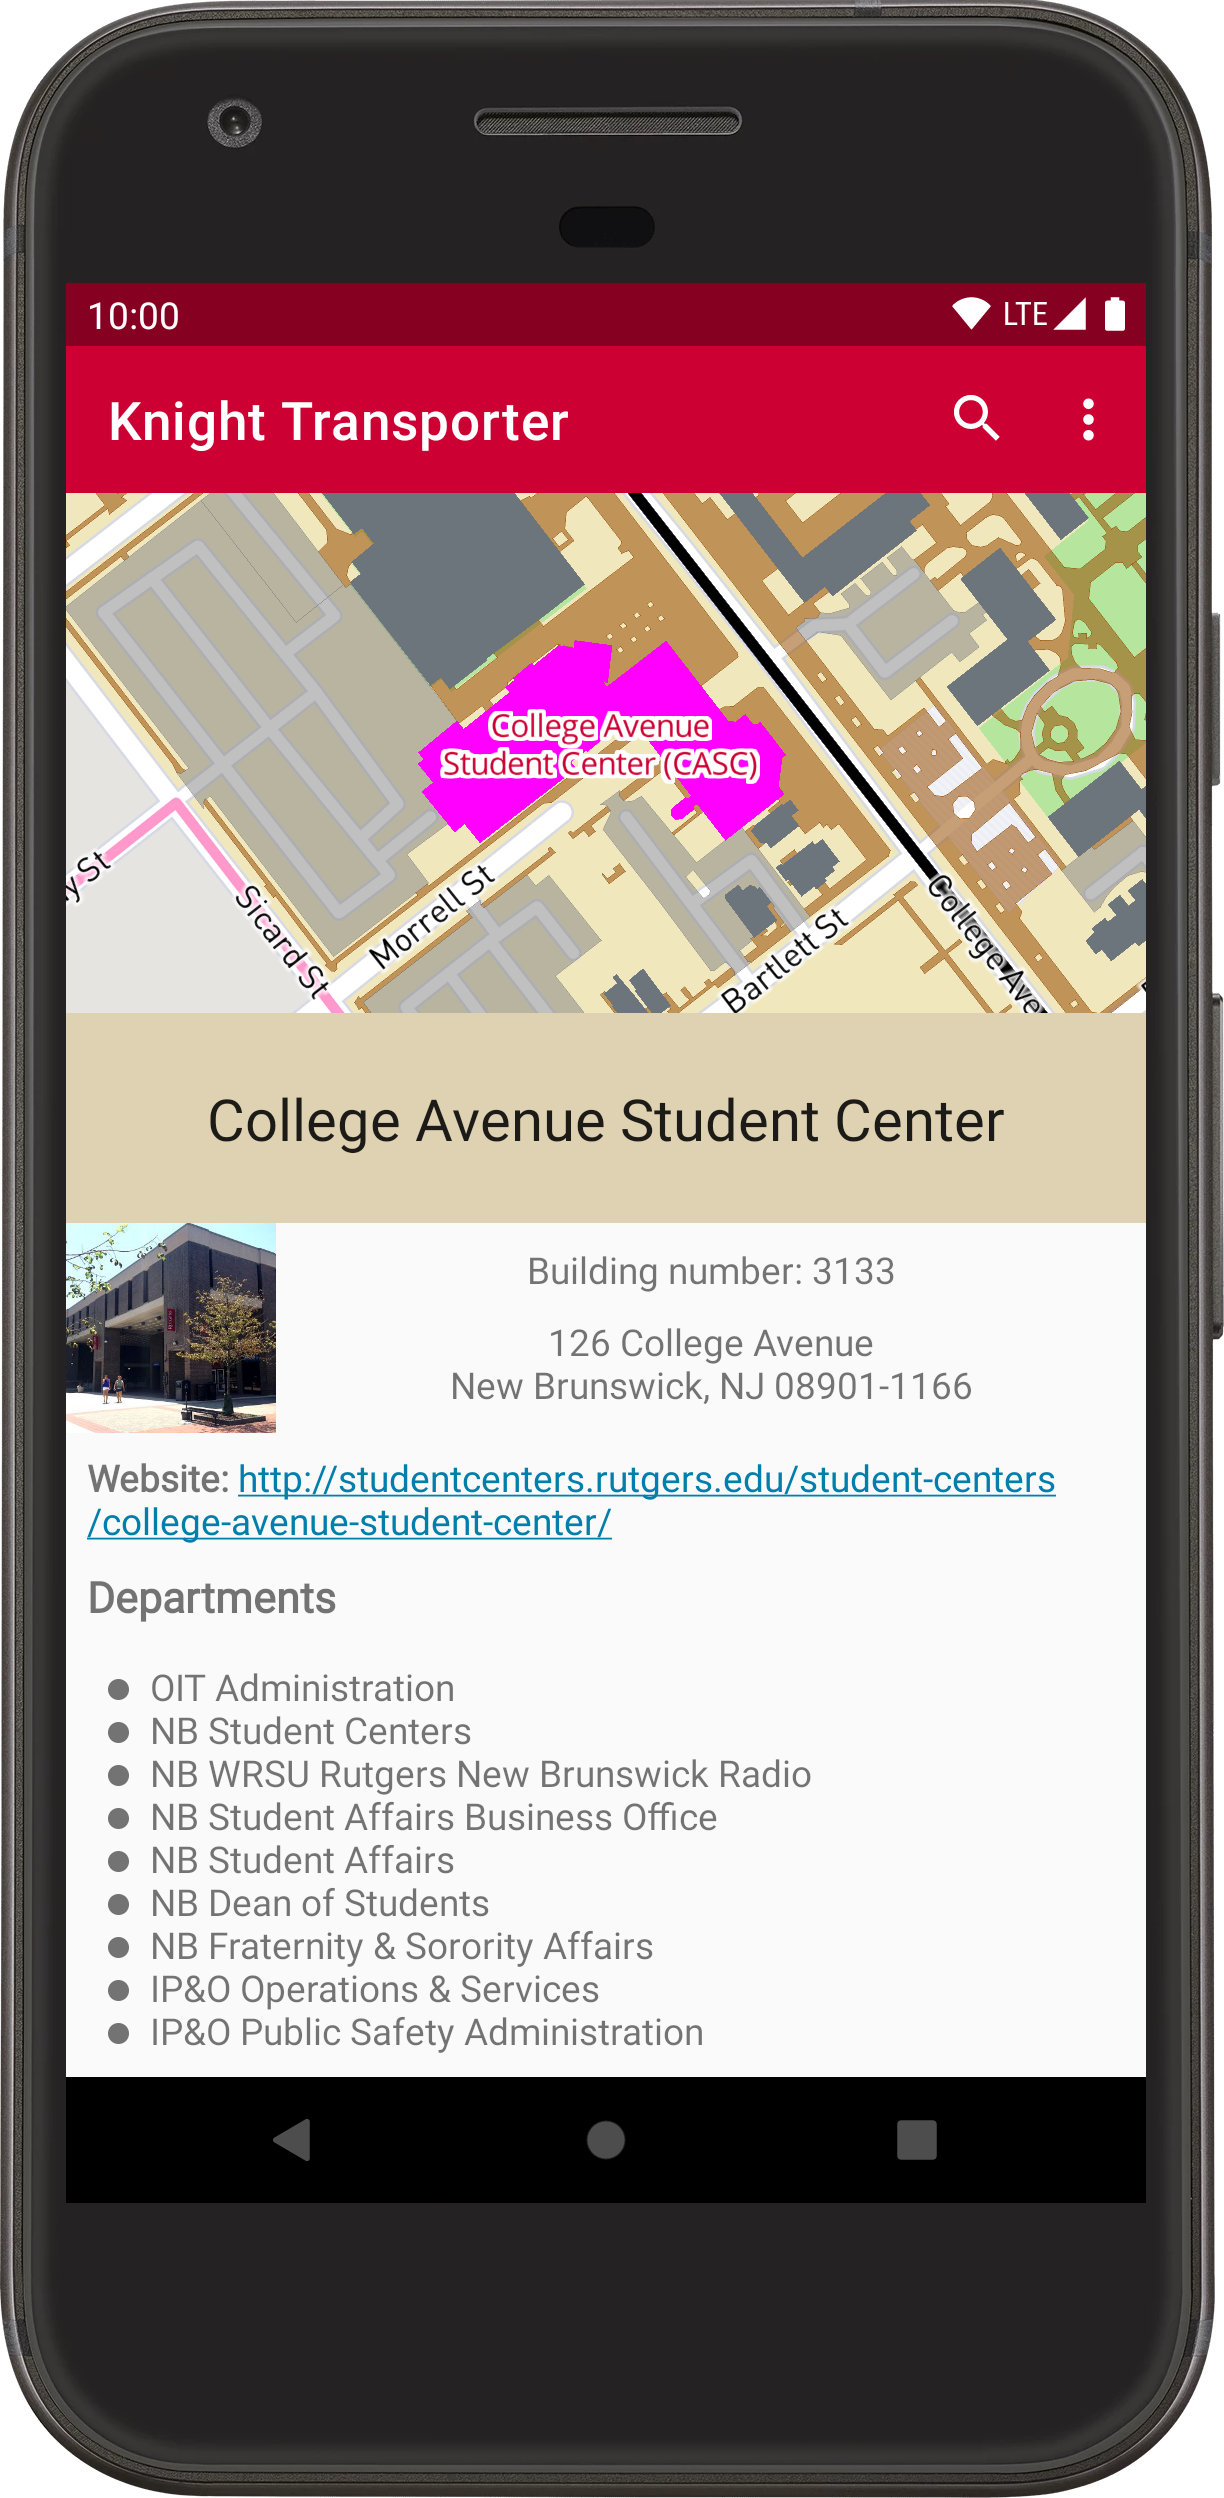 10:00 LTE
Knight Transporter
College Avenue
Student Center (CASC)
y St
Sicard St
Morrell St
Bartlett St
College Ave
College Avenue Student Center
Building number: 3133
126 College Avenue
New Brunswick, NJ 08901-1166
Website: http://studentcenters.rutgers.edu/student-centers
/college-avenue-student-center/
Departments
OIT Administration
NB Student Centers
NB WRSU Rutgers New Brunswick Radio
NB Student Affairs Business Office
NB Student Affairs
NB Dean of Students
NB Fraternity & Sorority Affairs
IP&O Operations & Services
IP&O Public Safety Administration